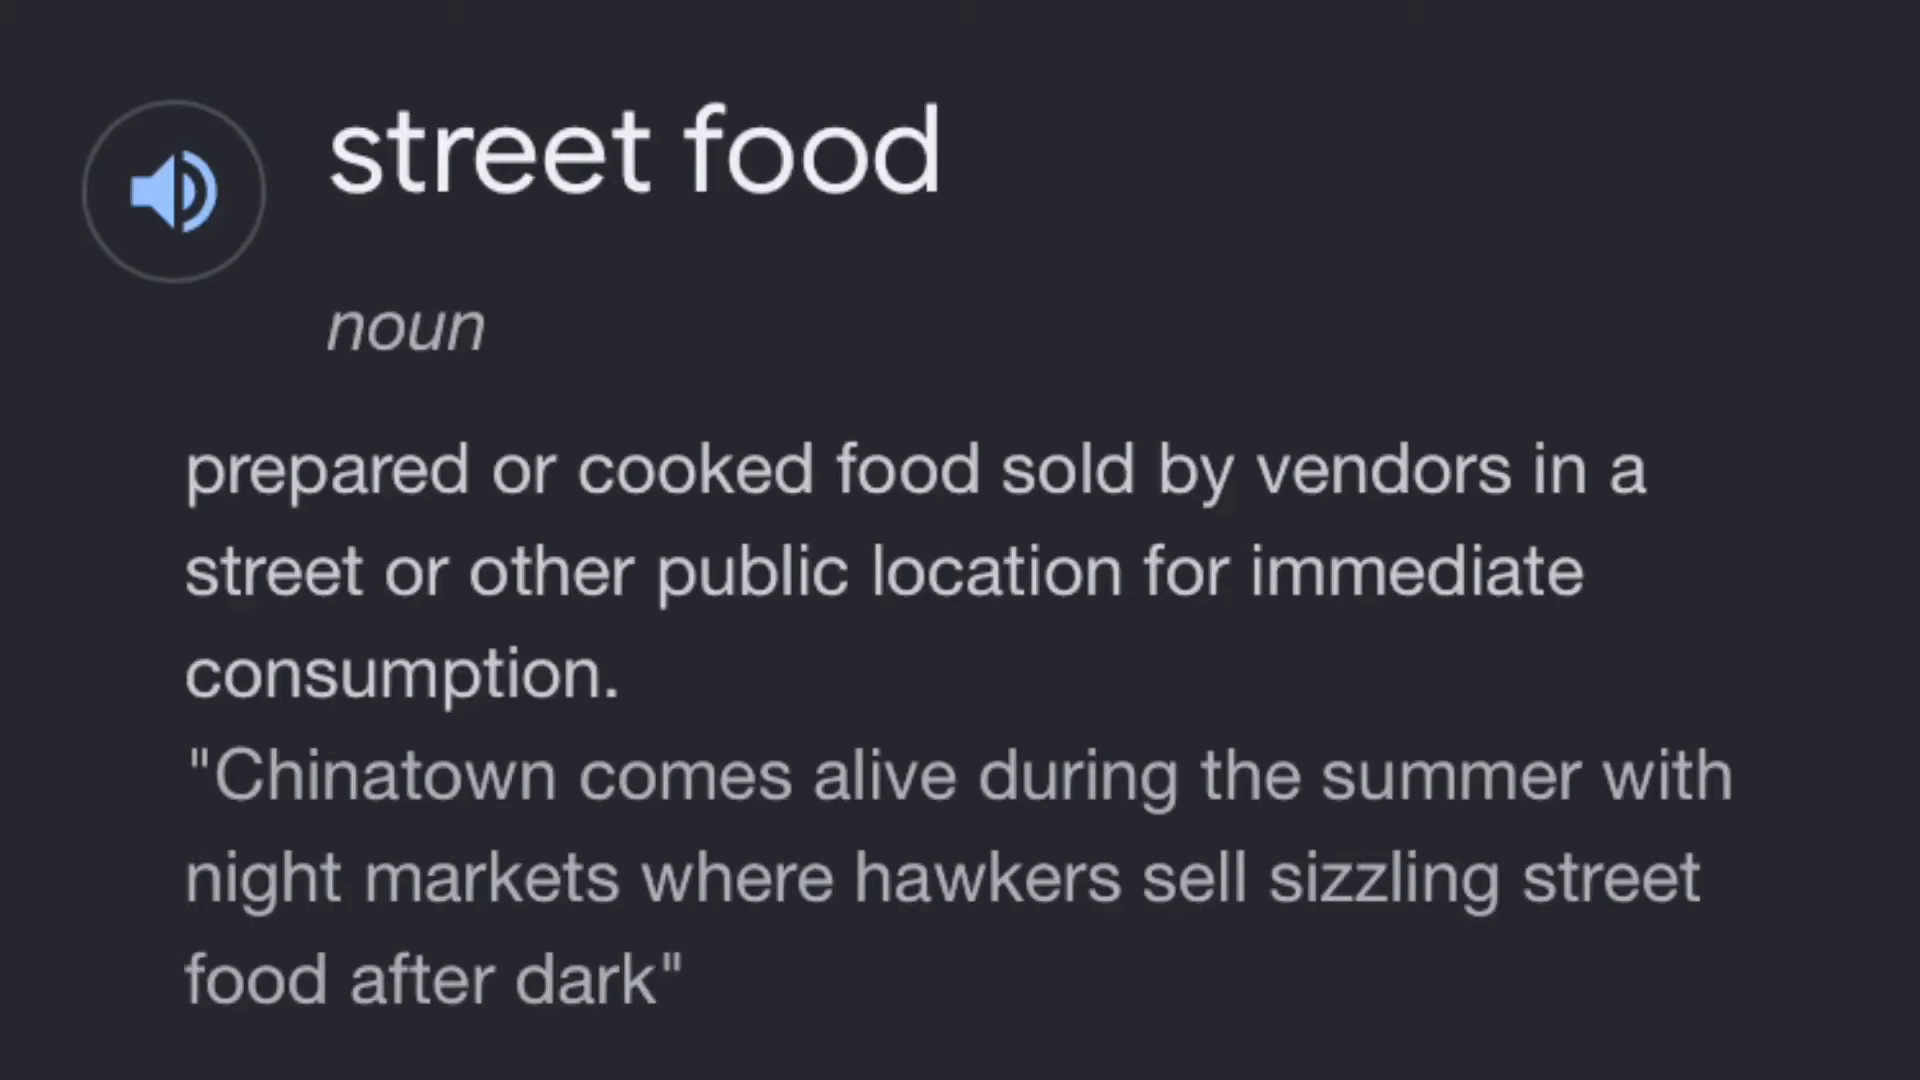 street food
noun
prepared or cooked food sold by vendors in a
street or other public location for immediate
consumption.
"Chinatown comes alive during the summer with
night markets where hawkers sell sizzling street
food after dark"